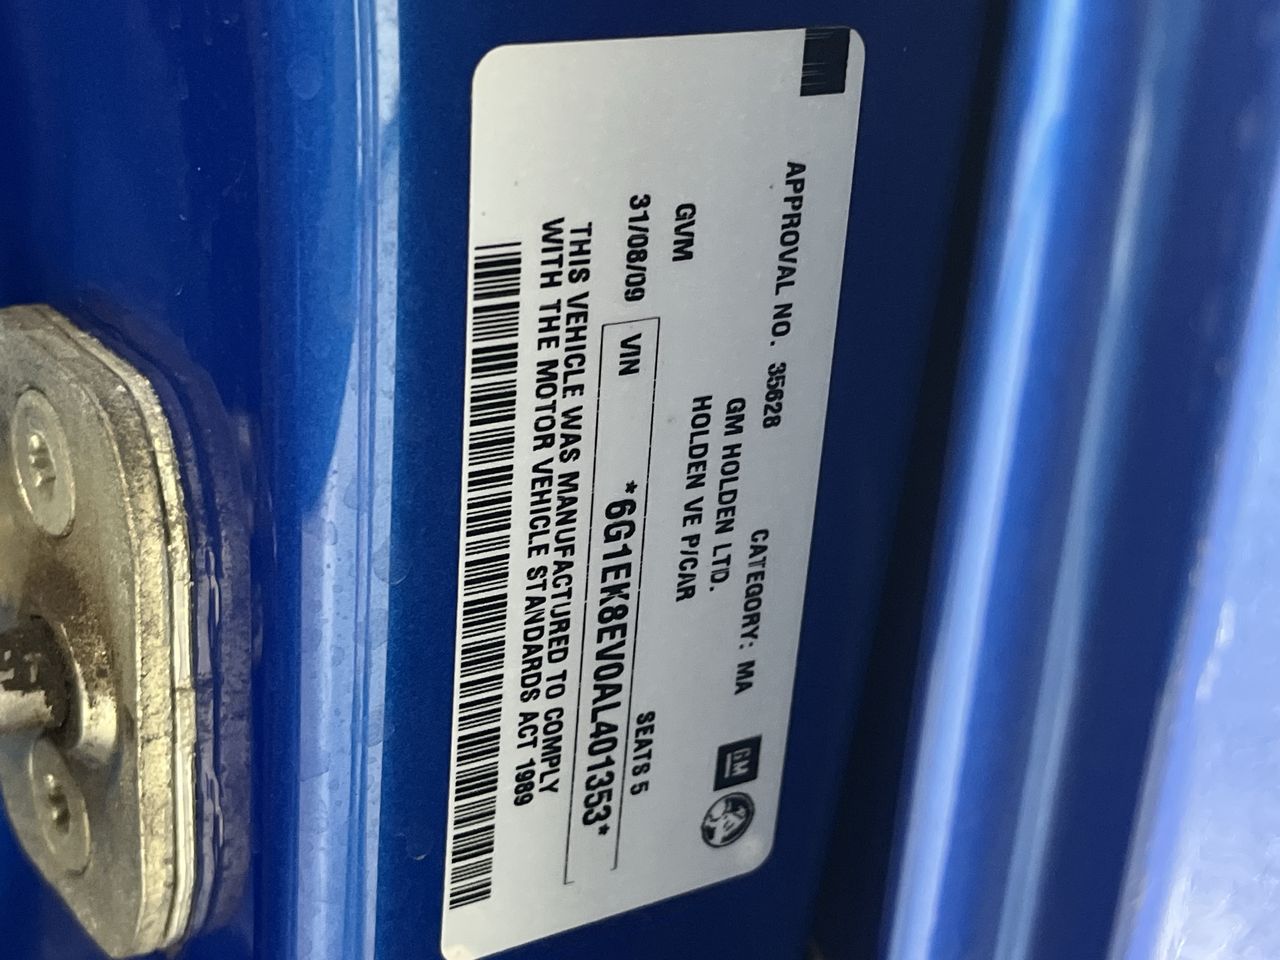 APPROVAL NO. 35628 CATEGORY: MA
GM
GM HOLDEN LTD.
GVM HOLDEN VE P/CAR
31/08/09 SEATS 5
VIN *6G1EK8EV0AL401353*
THIS VEHICLE WAS MANUFACTURED TO COMPLY
WITH THE MOTOR VEHICLE STANDARDS ACT 1989